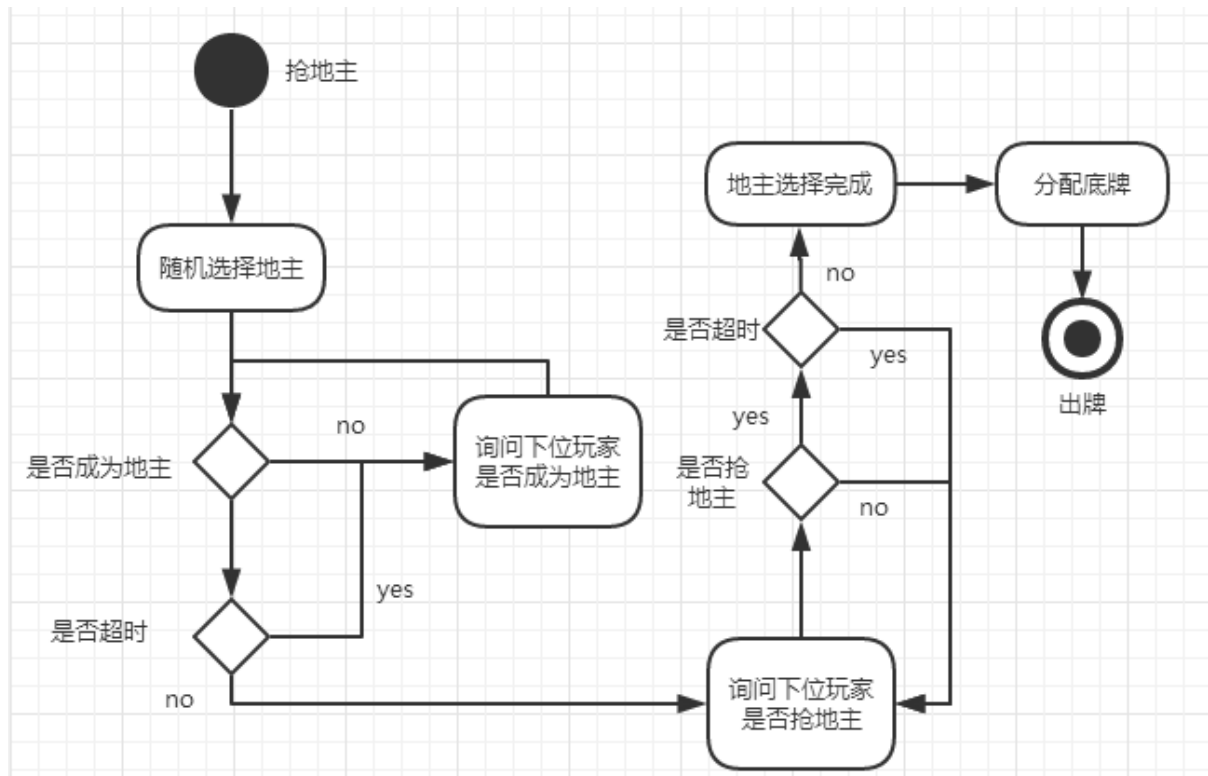 抢地主
随机选择地主
是否成为地主
no
询问下位玩家
是否成为地主
是否超时
yes
no
询问下位玩家
是否抢地主
是否抢
地主
no
yes
是否超时
yes
no
地主选择完成
分配底牌
出牌